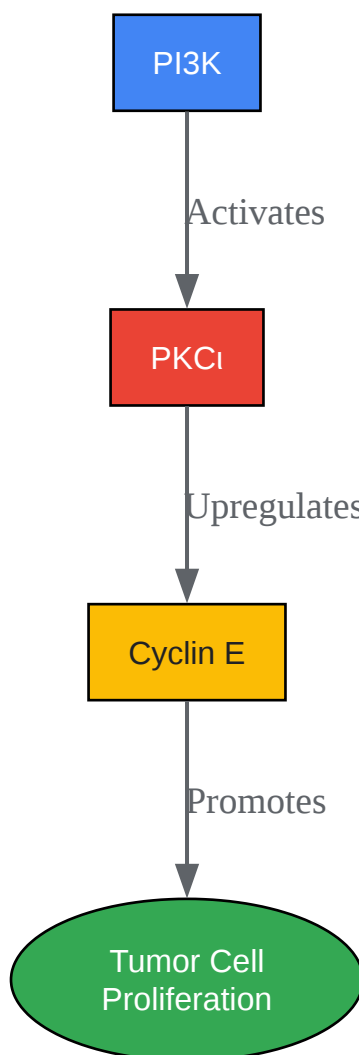 PI3K
Activates
PKCι
Upregulates
Cyclin E
Promotes
Tumor Cell
Proliferation